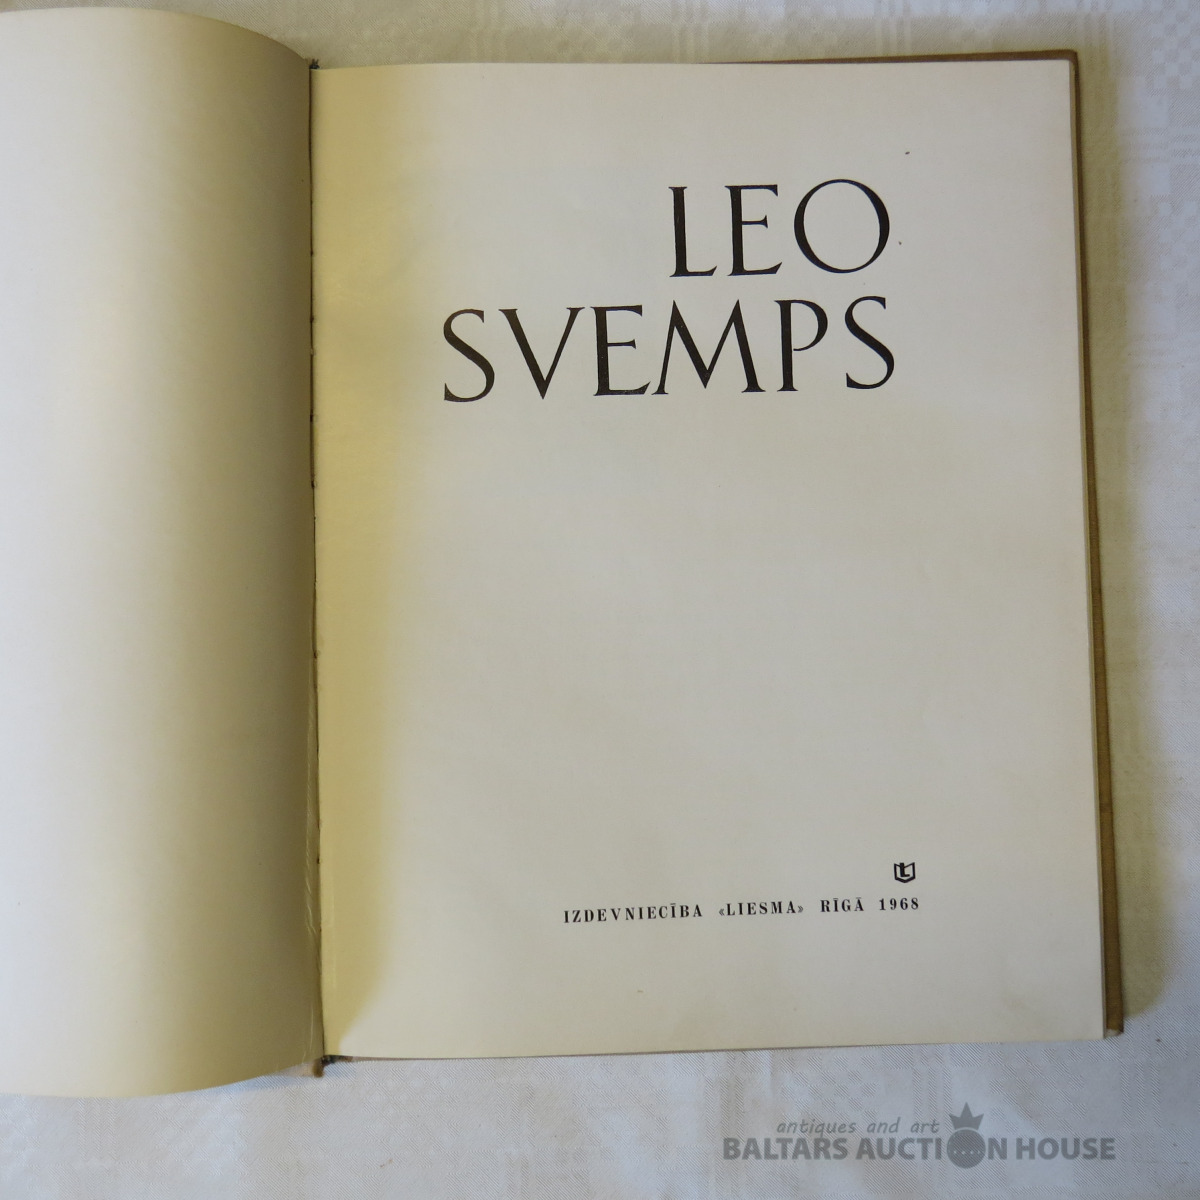 LEO
SVEMPS
L
IZDEVNIECĪBA «LIESMA» RĪGĀ 1968
antiques and art
BALTARS AUCTION HOUSE